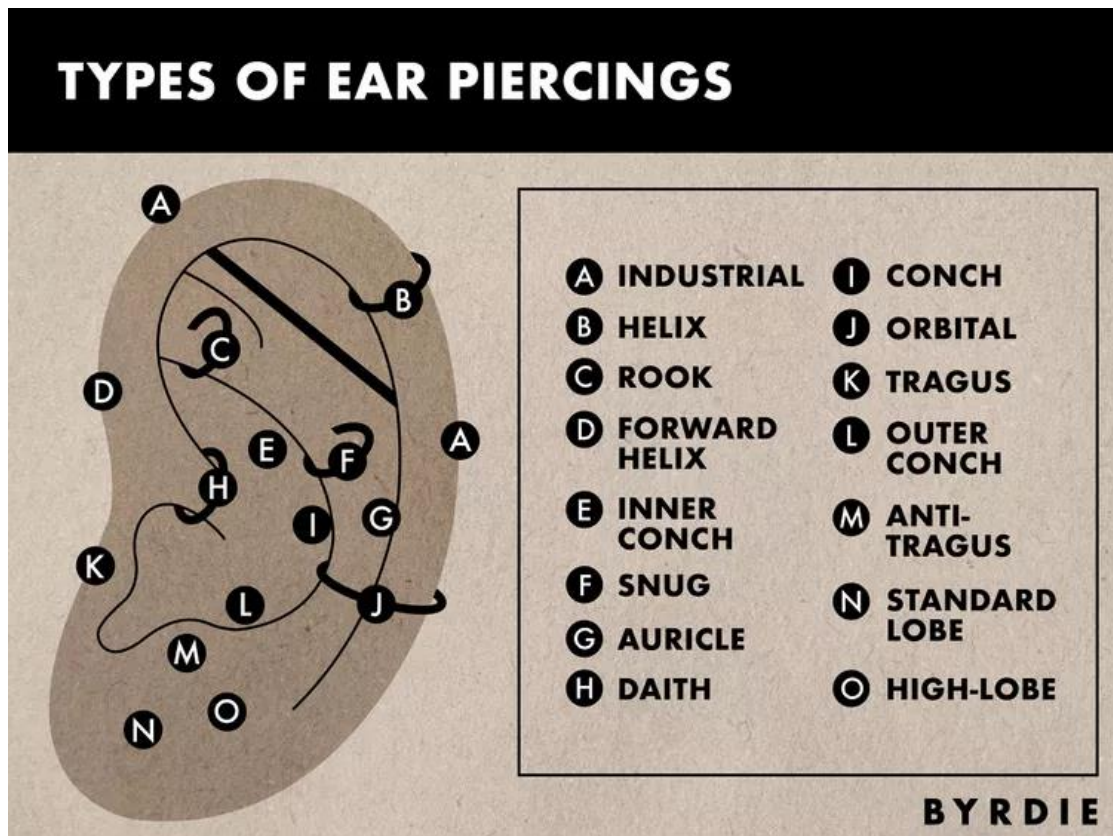 TYPES OF EAR PIERCINGS
A
B
C
D
E
A
F
H
G
I
K
J
L
M
O
N
A INDUSTRIAL
B HELIX
C ROOK
D FORWARD
HELIX
E INNER
CONCH
F SNUG
G AURICLE
H DAITH
I CONCH
J ORBITAL
K TRAGUS
L OUTER
CONCH
M ANTI-
TRAGUS
N STANDARD
LOBE
O HIGH-LOBE
BYRDIE